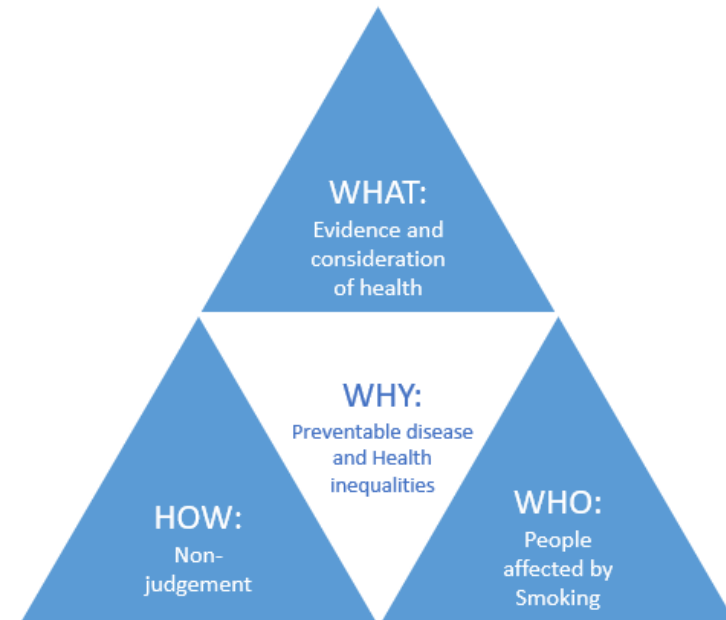 WHAT:
Evidence and
consideration
of health
WHY:
Preventable disease
and Health
inequalities
HOW:
Non-
judgement
WHO:
People
affected by
Smoking